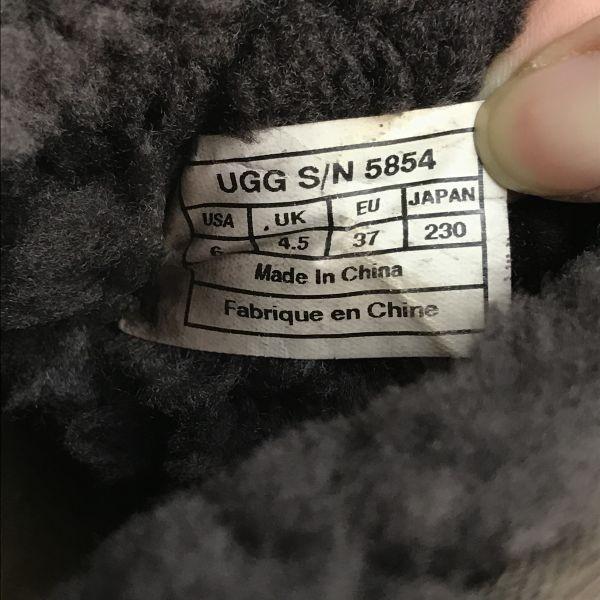 UGG S/N 5854
USA UK EU JAPAN
6 4.5 37 230
Made In China
Fabrique en Chine